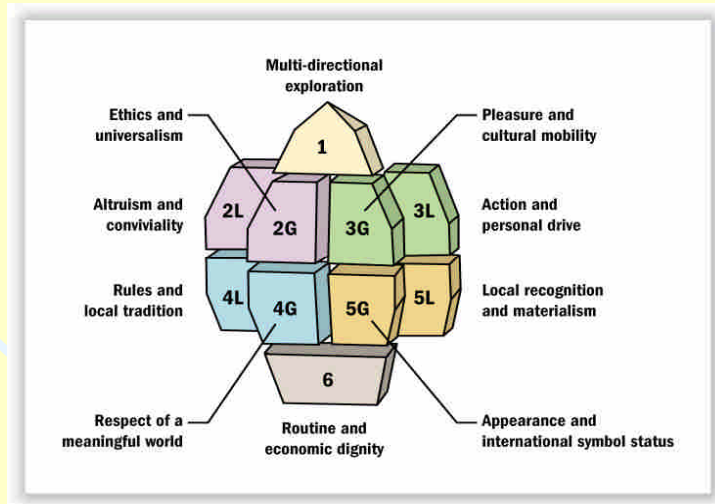 Multi-directional
exploration
Ethics and
universalism
Pleasure and
cultural mobility
1
Altruism and
conviviality
2L
2G
3G
3L
Action and
personal drive
Rules and
local tradition
4L
4G
5G
5L
Local recognition
and materialism
6
Respect of a
meaningful world
Routine and
economic dignity
Appearance and
international symbol status